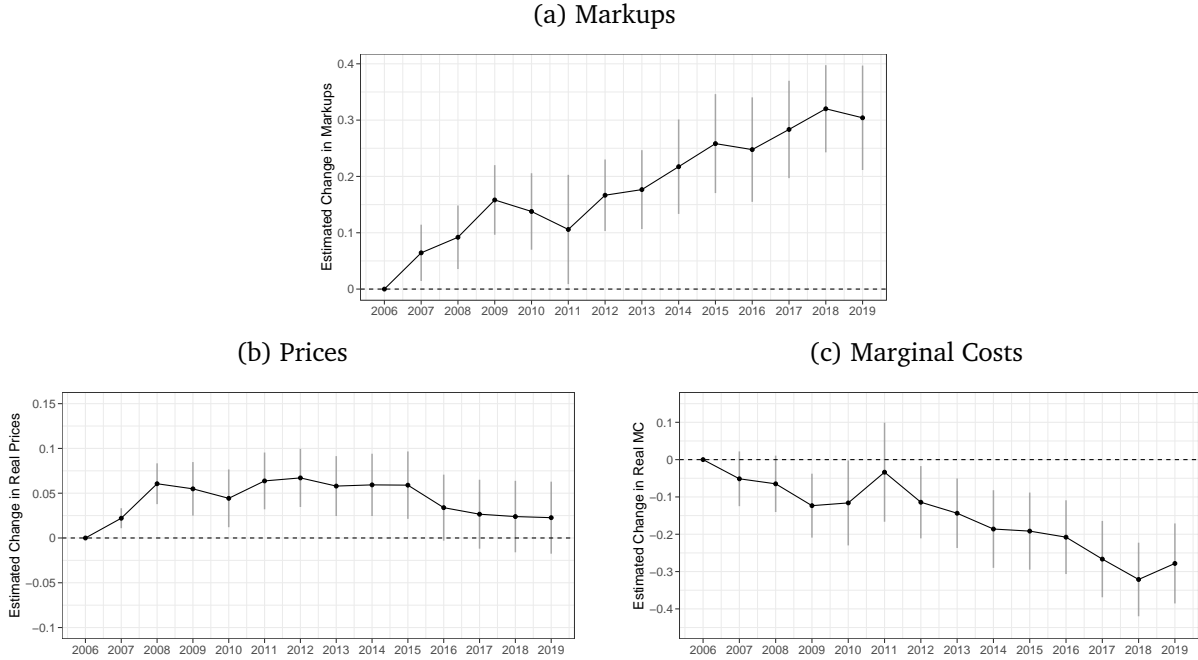 (a) Markups
Estimated Change in Markups
0.4
0.3
0.2
0.1
0
2006 2007 2008 2009 2010 2011 2012 2013 2014 2015 2016 2017 2018 2019
(b) Prices
Estimated Change in Real Prices
0.15
0.1
0.05
0
−0.05
−0.1
2006 2007 2008 2009 2010 2011 2012 2013 2014 2015 2016 2017 2018 2019
(c) Marginal Costs
Estimated Change in Real MC
0.1
0
−0.1
−0.2
−0.3
−0.4
2006 2007 2008 2009 2010 2011 2012 2013 2014 2015 2016 2017 2018 2019